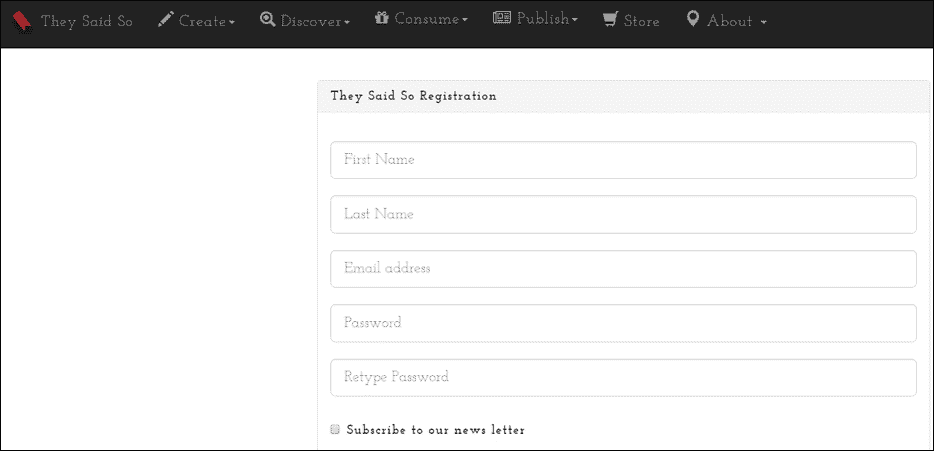 They Said So Create Discover Consume Publish Store About
They Said So Registration
First Name
Last Name
Email address
Password
Retype Password
Subscribe to our news letter